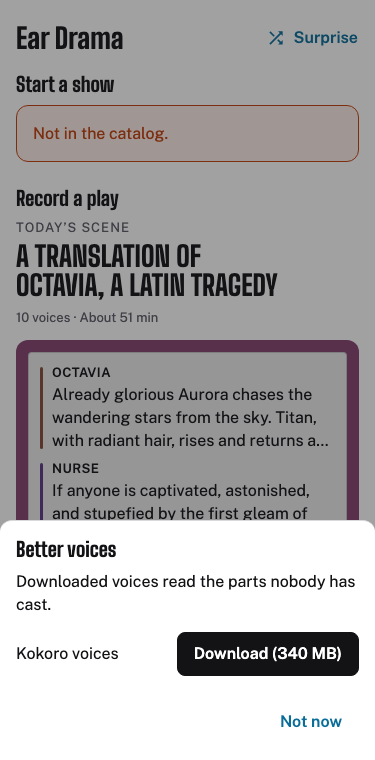 Ear Drama
Surprise
Start a show
Not in the catalog.
Record a play
TODAY'S SCENE
A TRANSLATION OF
OCTAVIA, A LATIN TRAGEDY
10 voices · About 51 min
OCTAVIA
Already glorious Aurora chases the
wandering stars from the sky. Titan,
with radiant hair, rises and returns a…
NURSE
If anyone is captivated, astonished,
and stupefied by the first gleam of
Better voices
Downloaded voices read the parts nobody has
cast.
Kokoro voices
Download (340 MB)
Not now